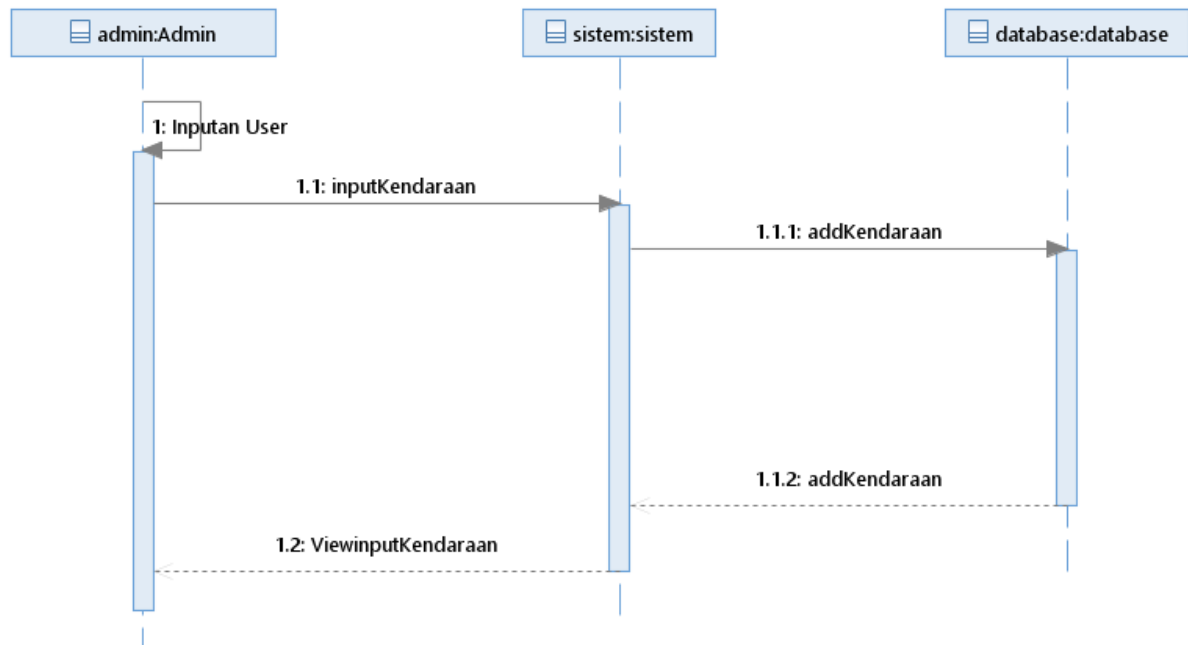 admin:Admin
sistem:sistem
database:database
1: Inputan User
1.1: inputKendaraan
1.1.1: addKendaraan
1.1.2: addKendaraan
1.2: ViewinputKendaraan